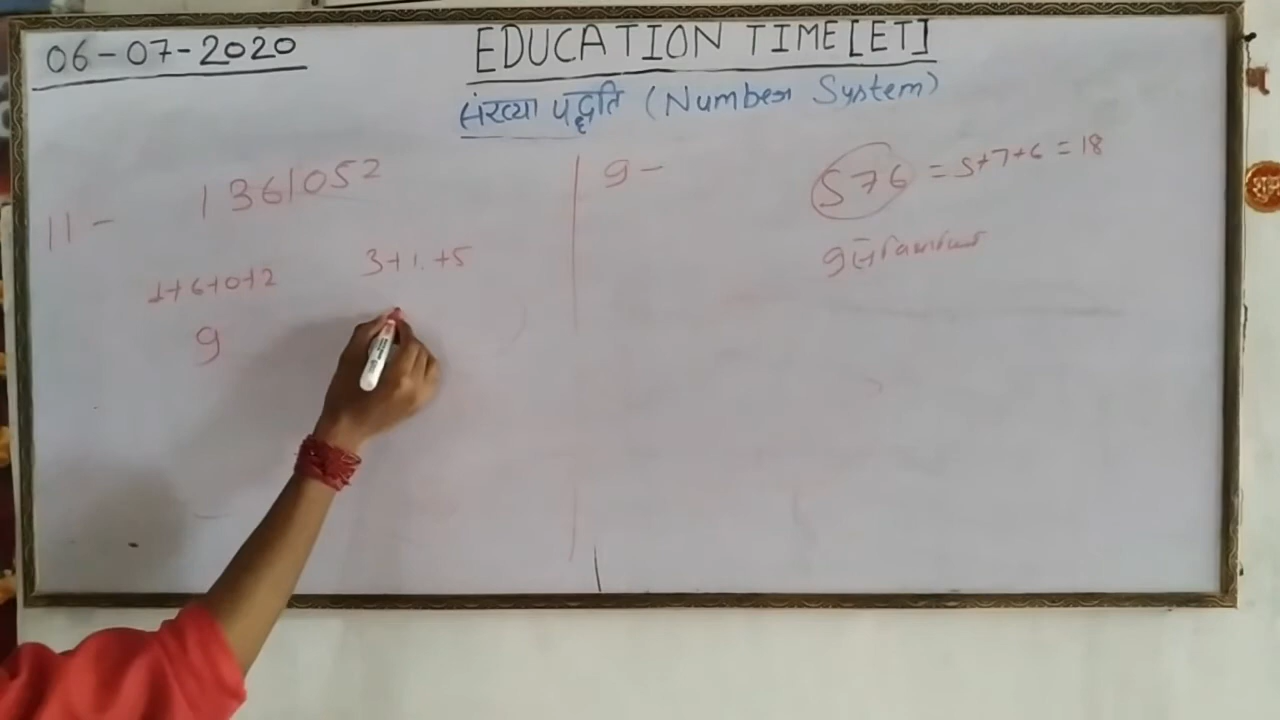 06-07-2020
EDUCATION TIME [ET]
संख्या पद्धति (Number System)
11 - 1361052
1+6+0+2 3+1+5
9
9 -
576 = 5+7+6 = 18
9 से विभाजित